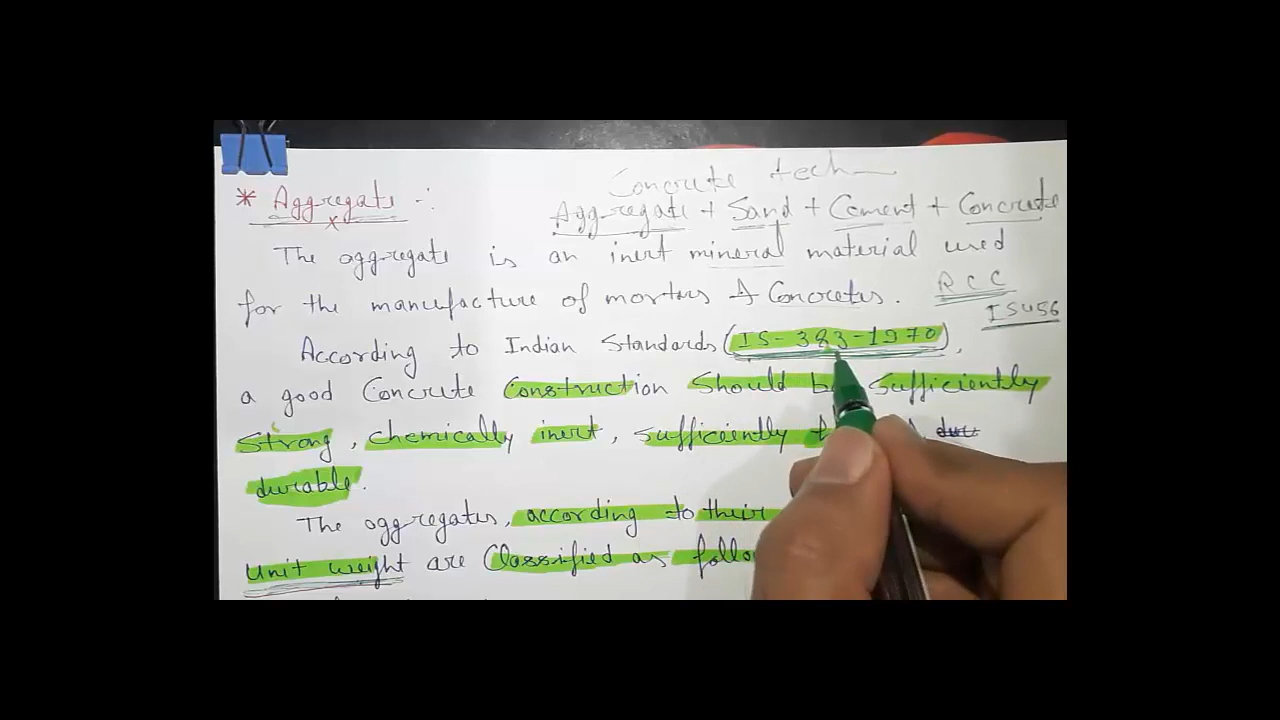 Concrete tech
* Aggregate -:
Aggregate + Sand + Cement + Concrete
The aggregate is an inert mineral material used
for the manufacture of mortars & Concretes.
RCC
IS456
According to Indian Standards (IS-383-1970),
a good Concrete Construction Should be Sufficiently
Strong, chemically inert, sufficiently
durable.
The aggregates, according to their
Unit weight are Classified as follo